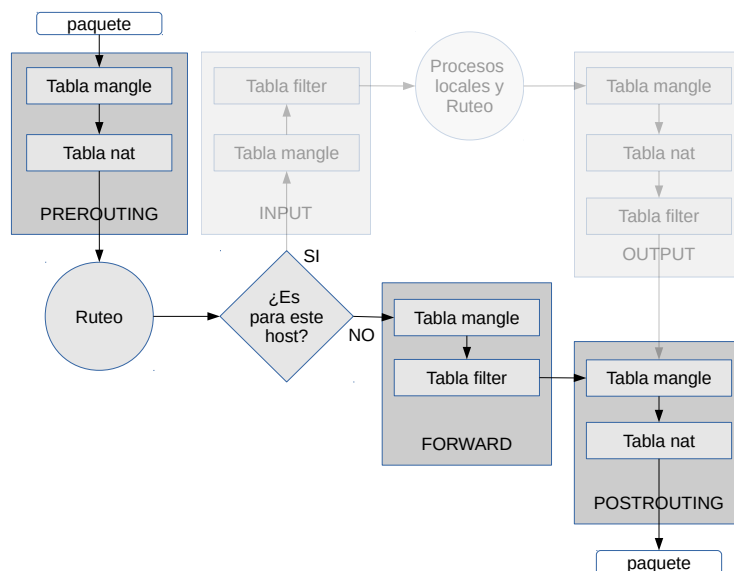 paquete
Tabla mangle
Tabla nat
PREROUTING
Tabla filter
Tabla mangle
INPUT
Procesos
locales y
Ruteo
Tabla mangle
Tabla nat
Tabla filter
OUTPUT
Ruteo
¿Es
para este
host?
SI
NO
Tabla mangle
Tabla filter
FORWARD
Tabla mangle
Tabla nat
POSTROUTING
paquete